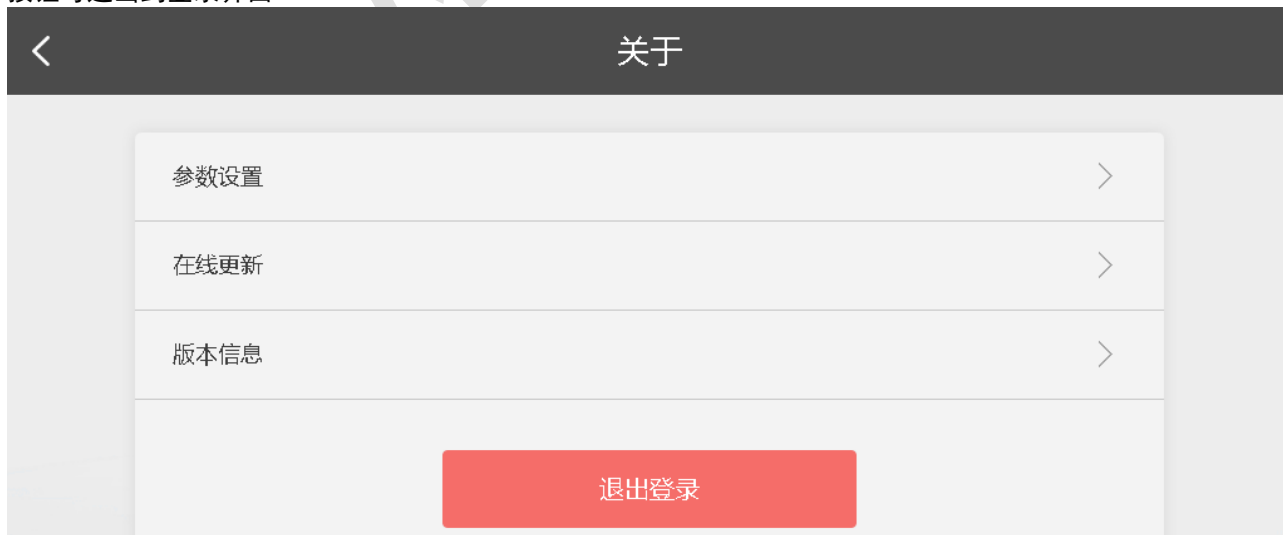 关于
参数设置
在线更新
版本信息
退出登录